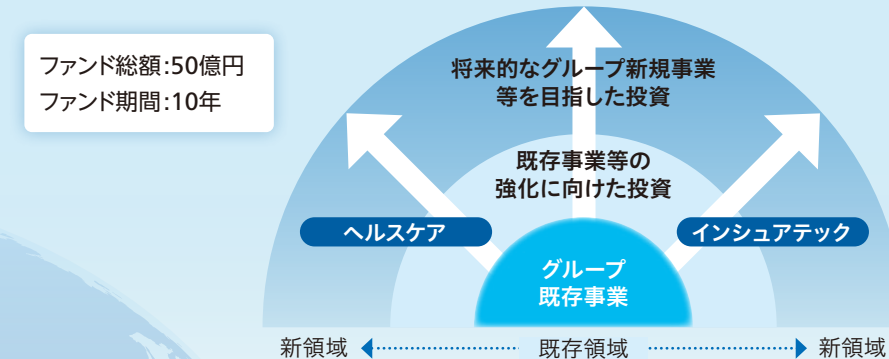 ファンド総額:50億円
ファンド期間:10年
将来的なグループ新規事業
等を目指した投資
既存事業等の
強化に向けた投資
ヘルスケア
インシュアテック
グループ
既存事業
新領域
既存領域
新領域